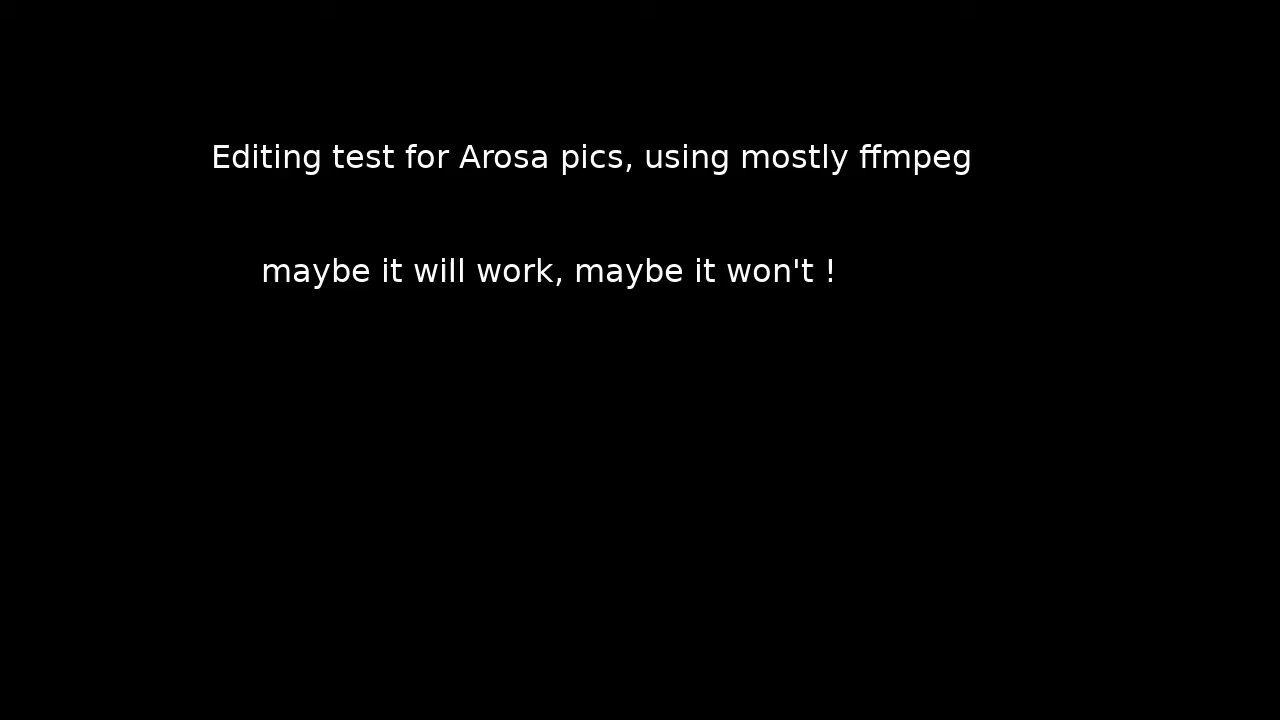 Editing test for Arosa pics, using mostly ffmpeg
maybe it will work, maybe it won't !